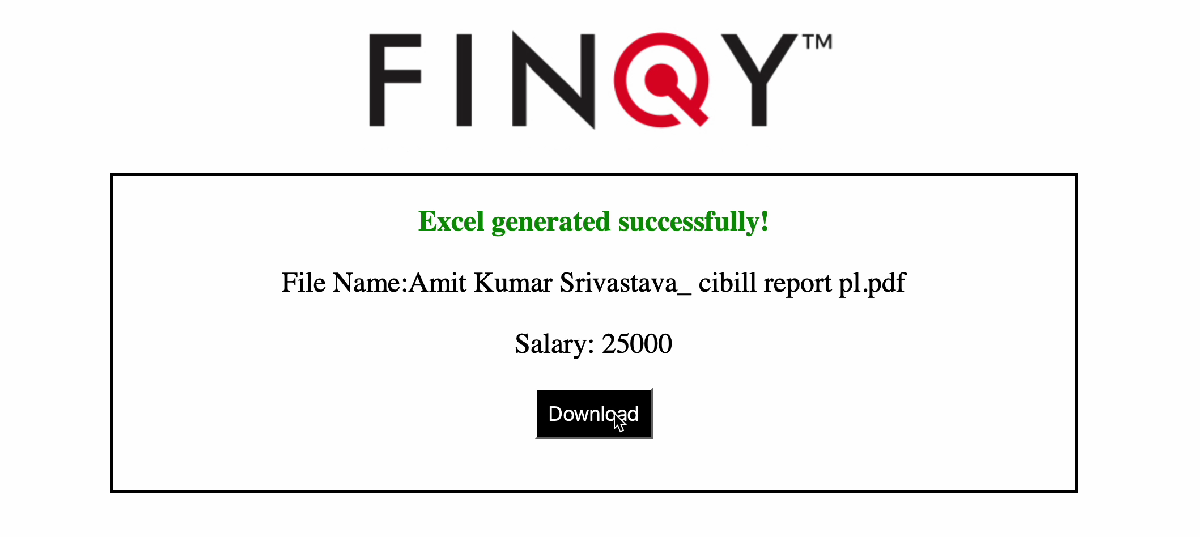 FINQY™
Excel generated successfully!
File Name:Amit Kumar Srivastava_ cibill report pl.pdf
Salary: 25000
Download